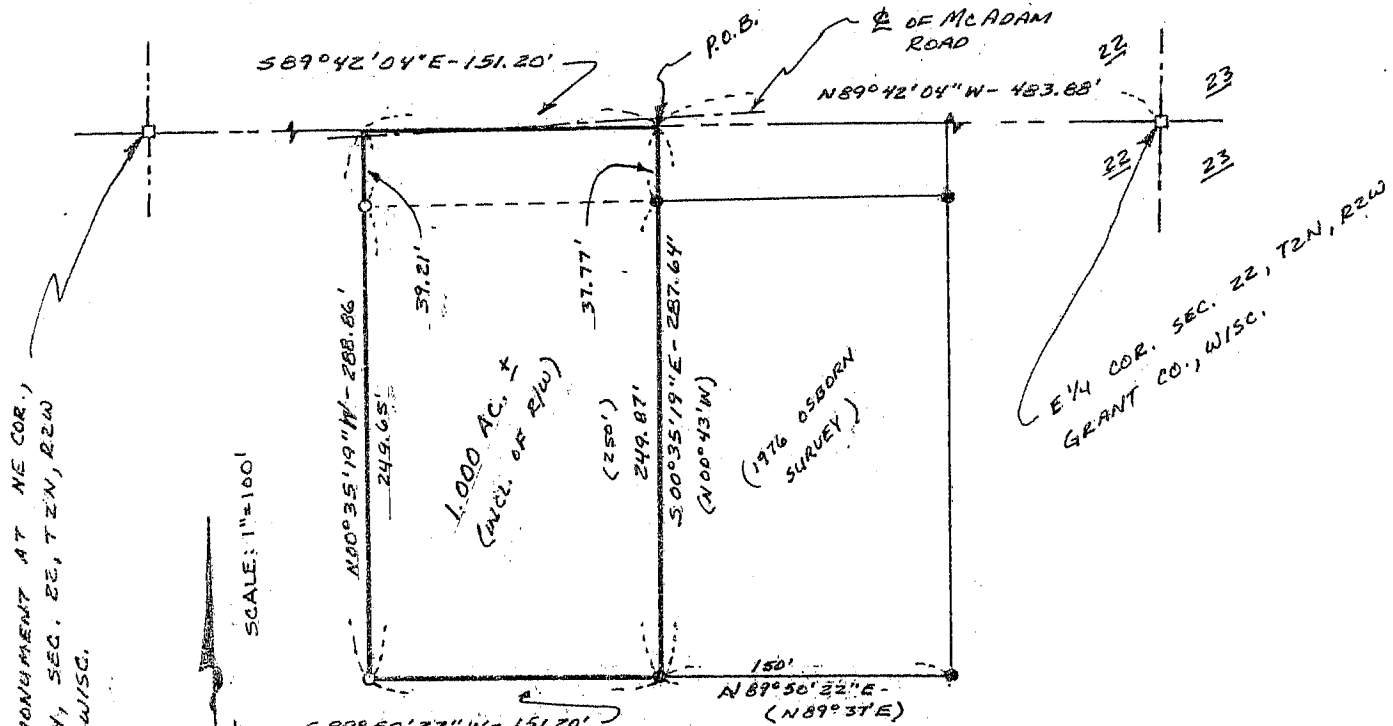 S89°42'04"E-151.20'
P.O.B.
℄ OF McADAM
ROAD
N89°42'04"W- 483.88'
22
23
22
23
E 1/4 COR. SEC. 22, T2N, R2W
GRANT CO., WISC.
MONUMENT AT NE COR.,
SEC. 22, T2N, R2W
WISC.
SCALE: 1"=100'
N00°35'19"W-288.86'
249.65'
39.21'
1.000 AC. ±
(INCL. OF R/W)
37.77'
(250')
249.87'
S00°35'19"E-287.64'
(N00°43'W)
(1976 OSBORN
SURVEY)
150'
N89°50'22"E-
(N89°37'E)
S89°50'22"W-151.20'